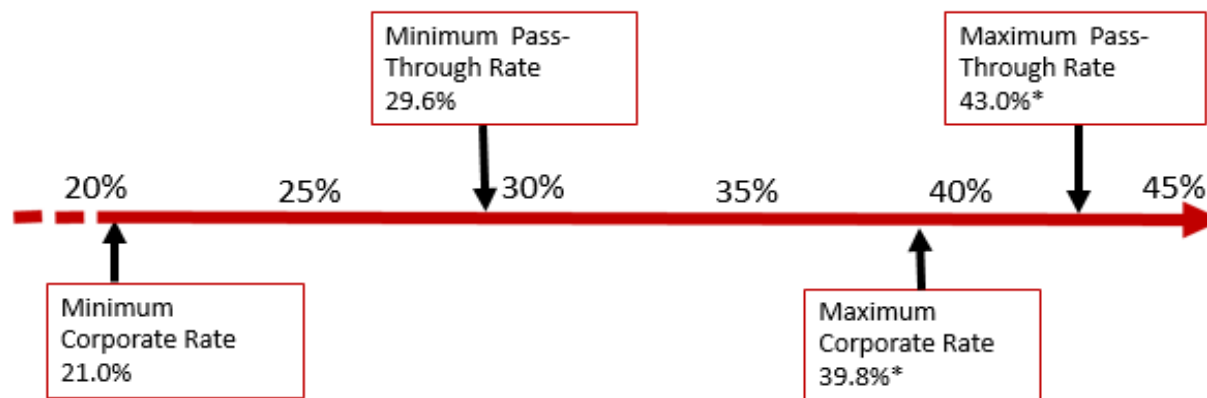 Minimum Pass-
Through Rate
29.6%
Maximum Pass-
Through Rate
43.0%*
20%
25%
30%
35%
40%
45%
Minimum
Corporate Rate
21.0%
Maximum
Corporate Rate
39.8%*